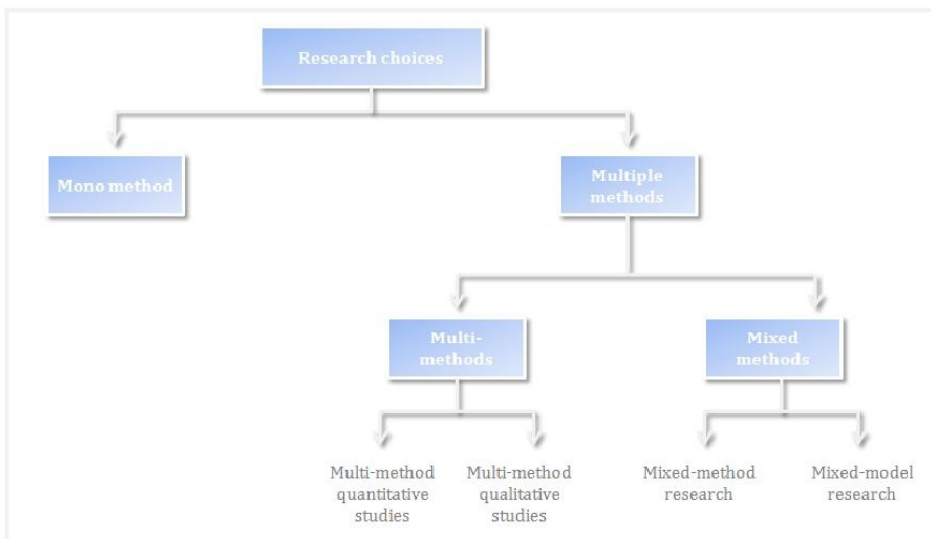 Research choices
Mono method
Multiple
methods
Multi-
methods
Mixed
methods
Multi-method
quantitative
studies
Multi-method
qualitative
studies
Mixed-method
research
Mixed-model
research